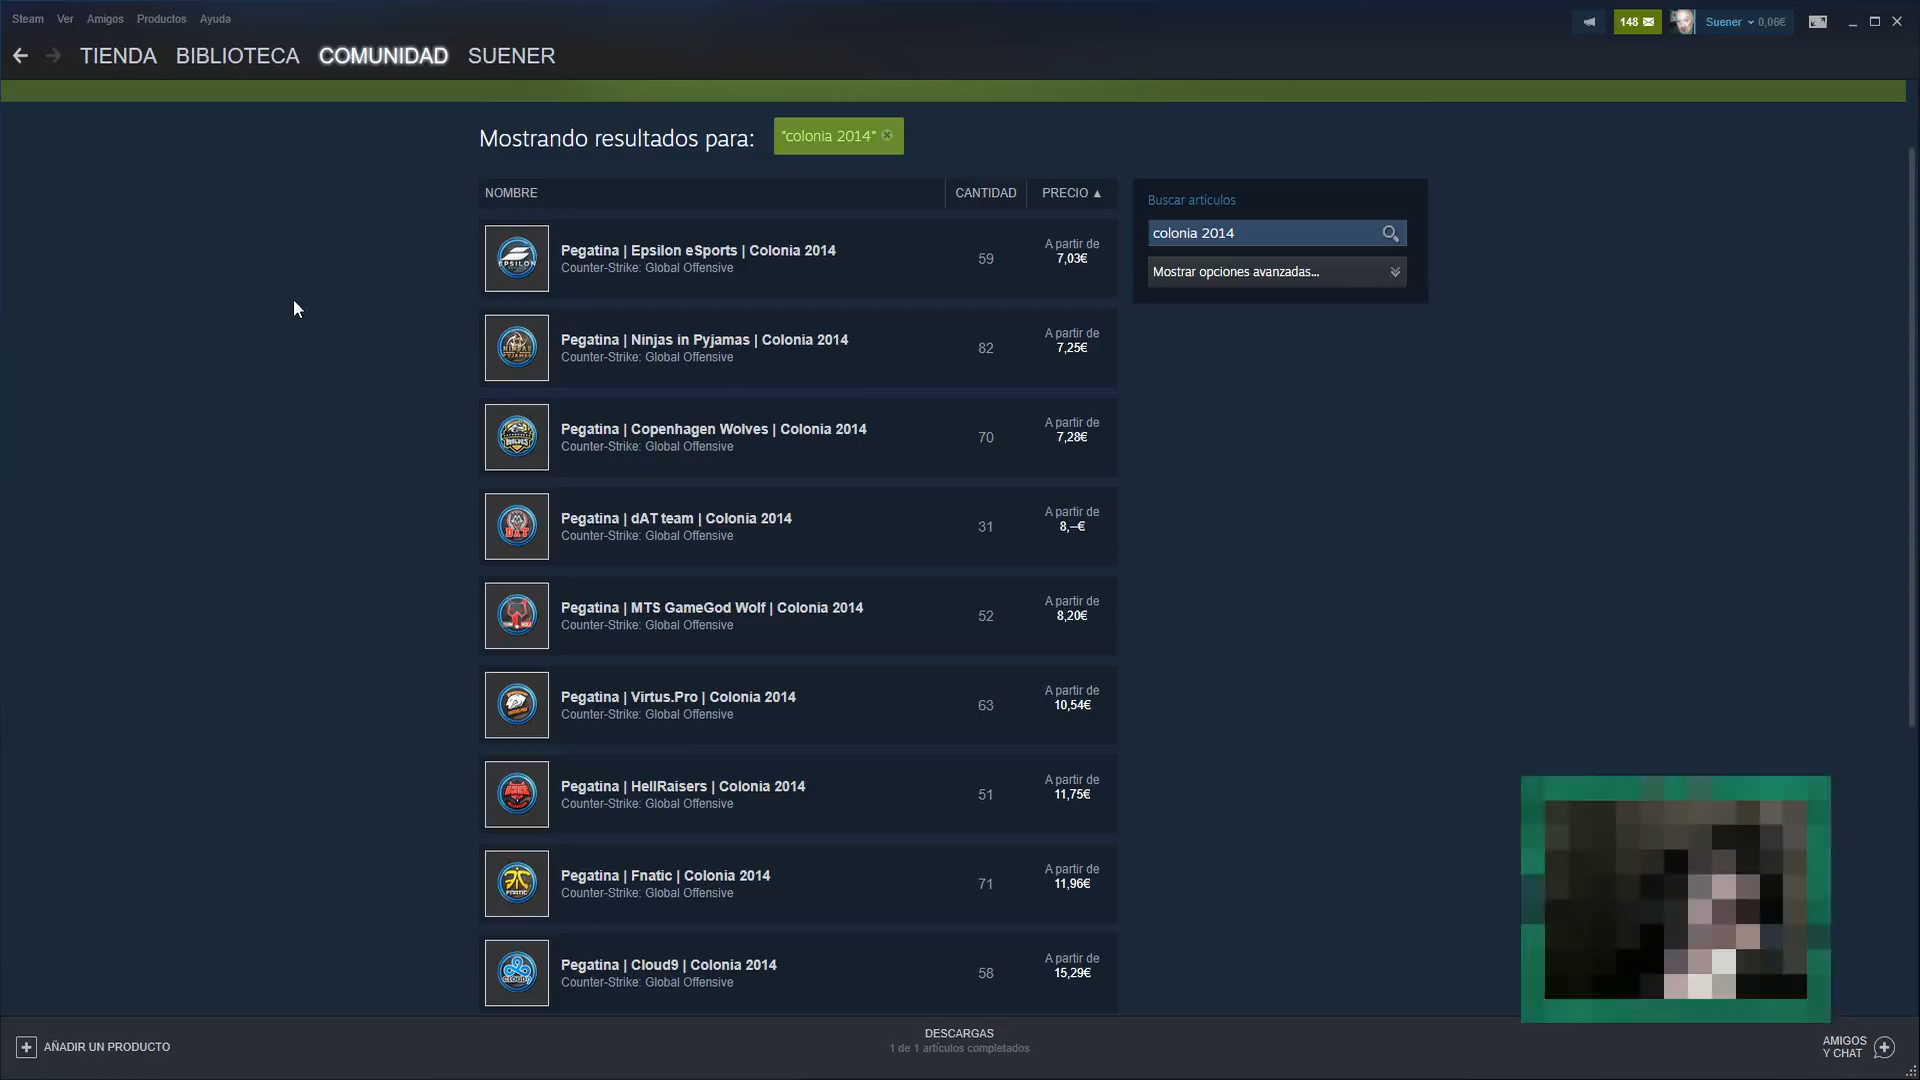 Steam Ver Amigos Productos Ayuda
148 Suener 0,06€
TIENDA BIBLIOTECA COMUNIDAD SUENER
Mostrando resultados para: "colonia 2014"
NOMBRE CANTIDAD PRECIO ▲
Buscar artículos
colonia 2014
Mostrar opciones avanzadas...
Pegatina | Epsilon eSports | Colonia 2014
Counter-Strike: Global Offensive
59
A partir de
7,03€
EPSILON
Pegatina | Ninjas in Pyjamas | Colonia 2014
Counter-Strike: Global Offensive
82
A partir de
7,25€
NINJAS
PYJAMAS
Pegatina | Copenhagen Wolves | Colonia 2014
Counter-Strike: Global Offensive
70
A partir de
7,28€
WOLVES
Pegatina | dAT team | Colonia 2014
Counter-Strike: Global Offensive
31
A partir de
8,--€
DAT
Pegatina | MTS GameGod Wolf | Colonia 2014
Counter-Strike: Global Offensive
52
A partir de
8,20€
Pegatina | Virtus.Pro | Colonia 2014
Counter-Strike: Global Offensive
63
A partir de
10,54€
Pegatina | HellRaisers | Colonia 2014
Counter-Strike: Global Offensive
51
A partir de
11,75€
Pegatina | Fnatic | Colonia 2014
Counter-Strike: Global Offensive
71
A partir de
11,96€
FNATIC
Pegatina | Cloud9 | Colonia 2014
Counter-Strike: Global Offensive
58
A partir de
15,29€
CLOUD9
AÑADIR UN PRODUCTO
DESCARGAS
1 de 1 artículos completados
AMIGOS
Y CHAT